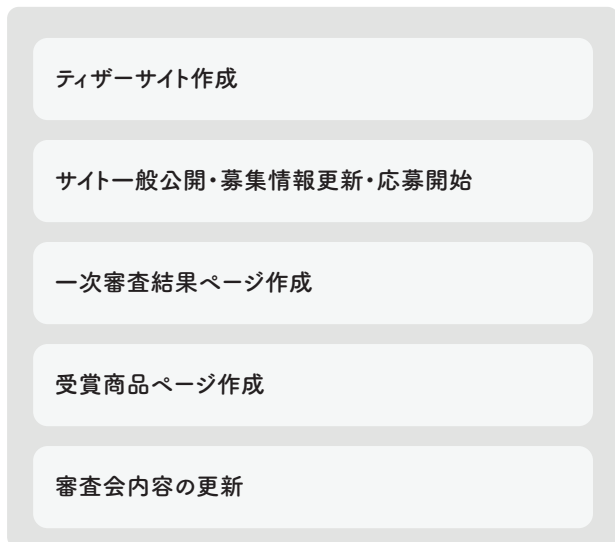 ティザーサイト作成
サイト一般公開・募集情報更新・応募開始
一次審査結果ページ作成
受賞商品ページ作成
審査会内容の更新